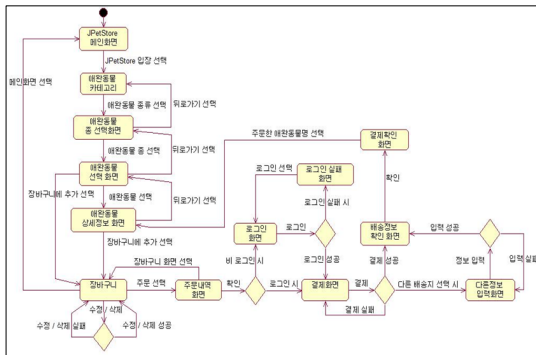 JPetStore
메인화면
JPetStore 입장 선택
메인화면 선택
애완동물
카테고리
애완동물 종류 선택
뒤로가기 선택
애완동물
종 선택화면
애완동물 종 선택
뒤로가기 선택
주문한 애완동물명 선택
결제확인
화면
애완동물
선택 화면
장바구니에 추가 선택
애완동물 선택
뒤로가기 선택
로그인 선택
로그인 실패
화면
확인
애완동물
상세정보 화면
로그인 실패 시
로그인
화면
로그인
배송정보
확인 화면
입력 성공
장바구니에 추가 선택
장바구니 화면 선택
비 로그인 시
로그인 성공
결제 성공
정보 입력
입력 실패
장바구니
주문 선택
주문내역
화면
확인
로그인 시
결제화면
결제
다른 배송지 선택 시
다른정보
입력화면
수정 / 삭제
결제 실패
수정 / 삭제 실패
수정 / 삭제 성공